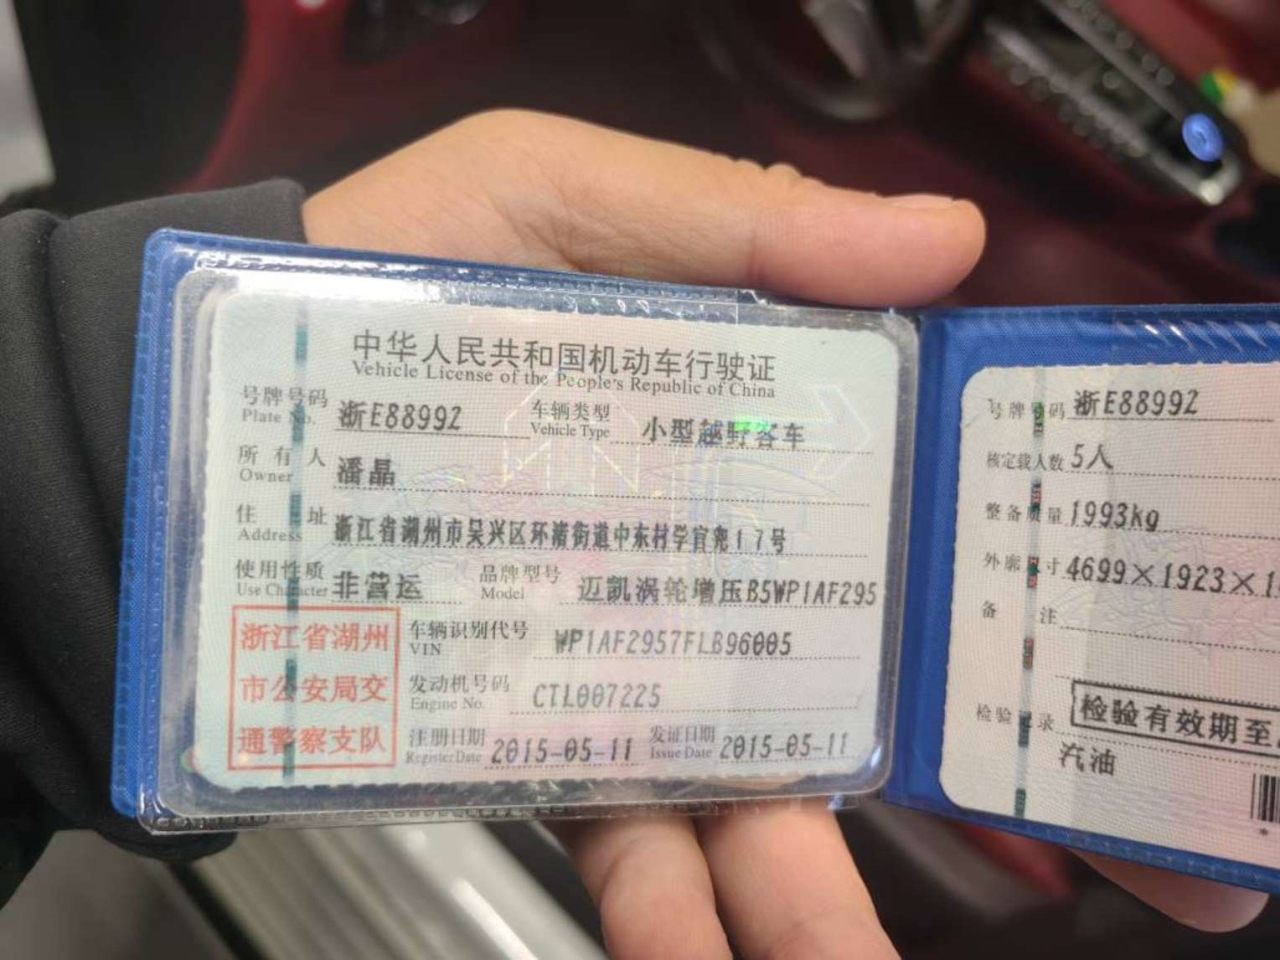 中华人民共和国机动车行驶证
Vehicle License of the People's Republic of China
号牌号码 浙E8899Z 车辆类型 小型越野客车
Plate No. Vehicle Type
所有人 潘晶
Owner
住址 浙江省湖州市吴兴区环渚街道中东村学官兜17号
Address
使用性质 非营运 品牌型号 迈凯涡轮增压B5WP1AF295
Use Character Model
浙江省湖州
市公安局交
通警察支队
车辆识别代号 WP1AF2957FLB96005
VIN
发动机号码 CTL007225
Engine No.
注册日期 2015-05-11 发证日期 2015-05-11
Register Date Issue Date
号牌号码 浙E8899Z
核定载人数 5人
整备质量 1993kg
外廓尺寸 4699×1923×1
备注
检验记录 检验有效期至
汽油